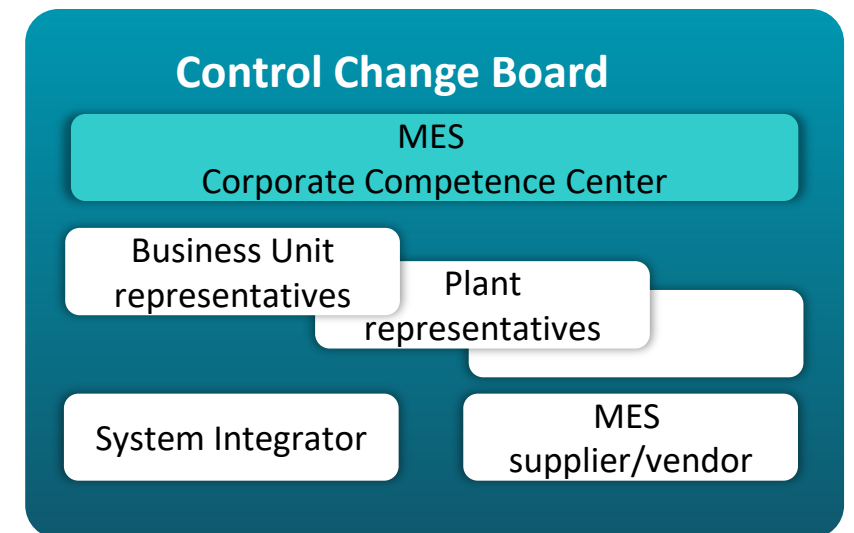 Control Change Board
MES
Corporate Competence Center
Business Unit
representatives
Plant
representatives
System Integrator
MES
supplier/vendor